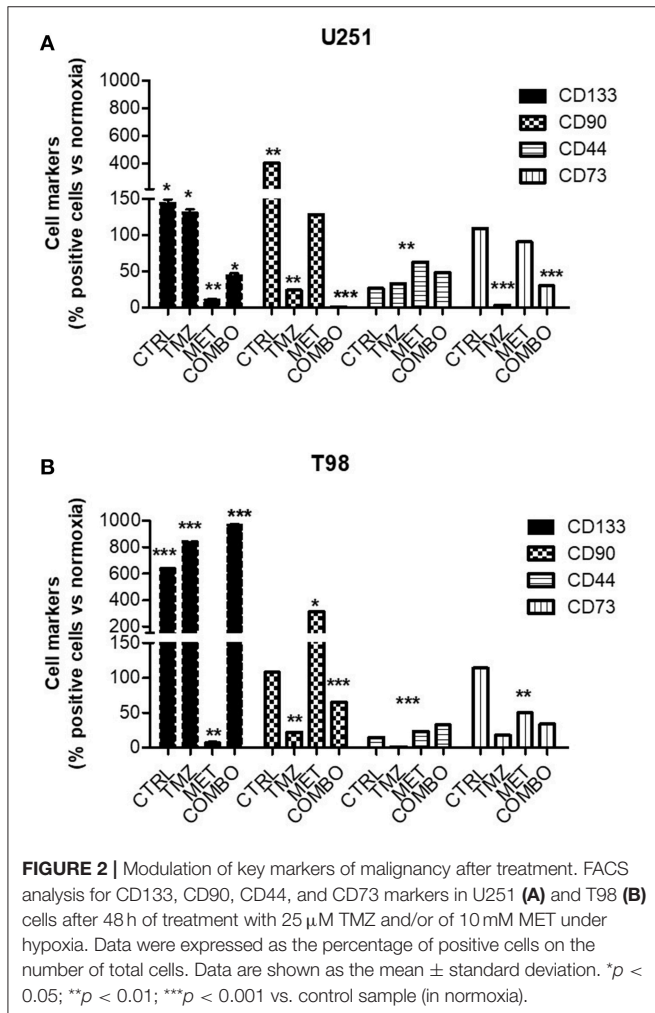 A
U251
Cell markers
(% positive cells vs normoxia)
1000
800
600
400
200
150
100
50
0
* * ** *
** ** ***
**
*** ***
CD133
CD90
CD44
CD73
CTRL TMZ MET COMBO CTRL TMZ MET COMBO CTRL TMZ MET COMBO CTRL TMZ MET COMBO
B
T98
Cell markers
(% positive cells vs normoxia)
1000
800
600
400
200
150
100
50
0
*** *** ** ***
** * ***
***
**
CD133
CD90
CD44
CD73
CTRL TMZ MET COMBO CTRL TMZ MET COMBO CTRL TMZ MET COMBO CTRL TMZ MET COMBO
FIGURE 2 | Modulation of key markers of malignancy after treatment. FACS
analysis for CD133, CD90, CD44, and CD73 markers in U251 (A) and T98 (B)
cells after 48 h of treatment with 25 µM TMZ and/or of 10 mM MET under
hypoxia. Data were expressed as the percentage of positive cells on the
number of total cells. Data are shown as the mean ± standard deviation. *p <
0.05; **p < 0.01; ***p < 0.001 vs. control sample (in normoxia).